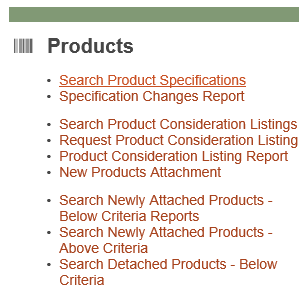 Products
• Search Product Specifications
• Specification Changes Report
• Search Product Consideration Listings
• Request Product Consideration Listing
• Product Consideration Listing Report
• New Products Attachment
• Search Newly Attached Products -
Below Criteria Reports
• Search Newly Attached Products -
Above Criteria
• Search Detached Products - Below
Criteria